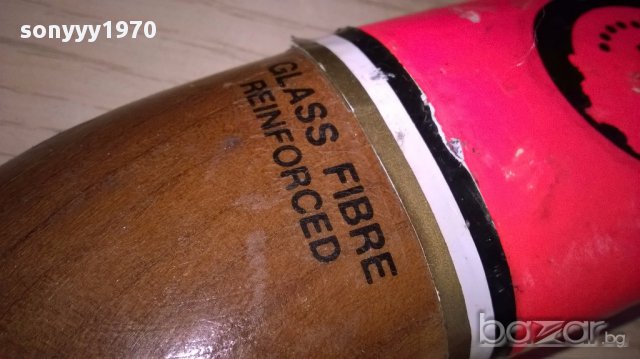 sonyyy1970
GLASS FIBRE
REINFORCED
bazar.bg